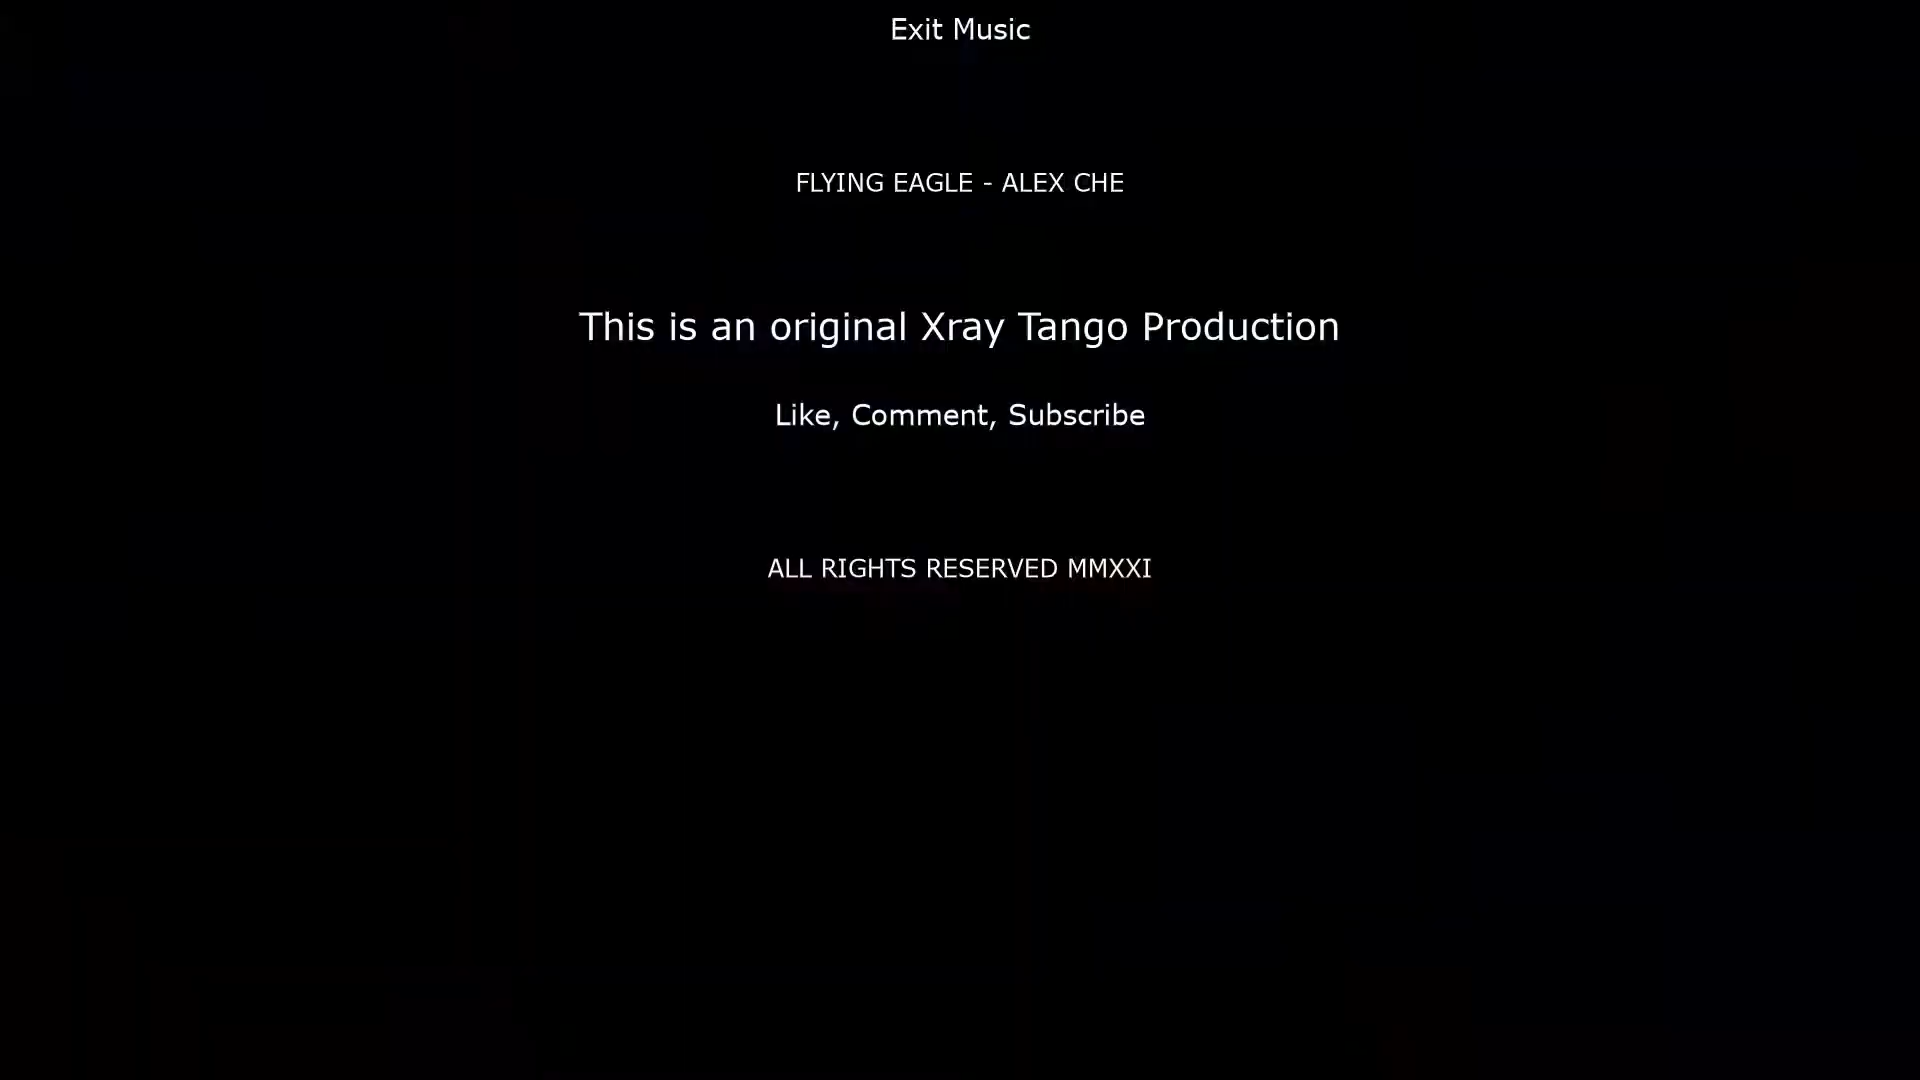 Exit Music
FLYING EAGLE - ALEX CHE
This is an original Xray Tango Production
Like, Comment, Subscribe
ALL RIGHTS RESERVED MMXXI